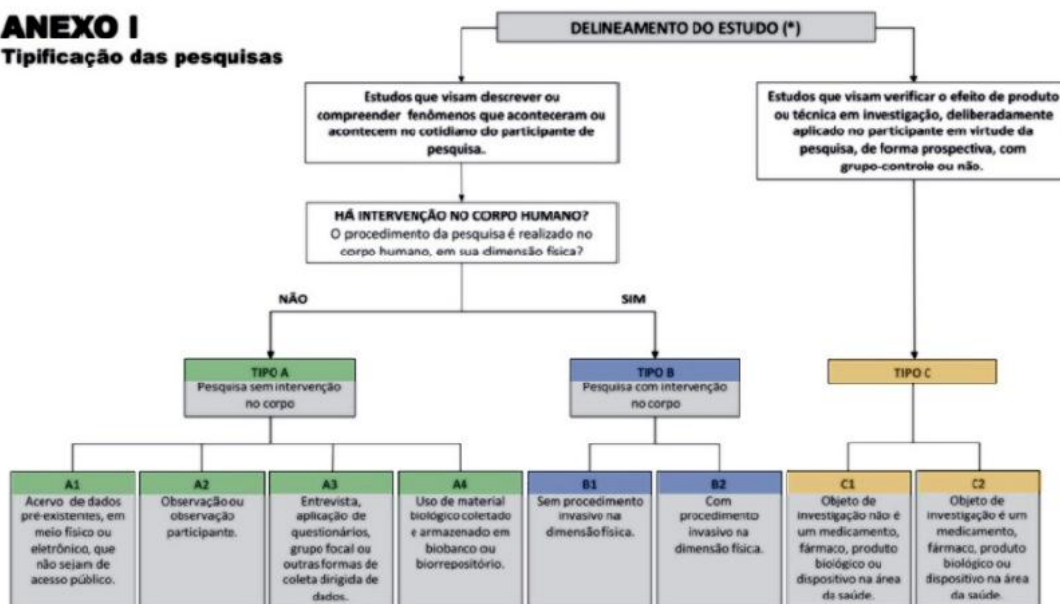 ANEXO I
Tipificação das pesquisas
DELINEAMENTO DO ESTUDO (*)
Estudos que visam descrever ou
compreender fenômenos que aconteceram ou
acontecem no cotidiano do participante de
pesquisa.
Estudos que visam verificar o efeito de produto
ou técnica em investigação, deliberadamente
aplicado no participante em virtude da
pesquisa, de forma prospectiva, com
grupo-controle ou não.
HÁ INTERVENÇÃO NO CORPO HUMANO?
O procedimento da pesquisa é realizado no
corpo humano, em sua dimensão física?
NÃO
SIM
TIPO A
Pesquisa sem intervenção
no corpo
TIPO B
Pesquisa com intervenção
no corpo
TIPO C
A1
Acervo de dados
pré-existentes, em
meio físico ou
eletrônico, que
não sejam de
acesso público.
A2
Observação ou
observação
participante.
A3
Entrevista,
aplicação de
questionários,
grupo focal ou
outras formas de
coleta dirigida de
dados.
A4
Uso de material
biológico coletado
e armazenado em
biobanco ou
biorrepositório.
B1
Sem procedimento
invasivo na
dimensão física.
B2
Com
procedimento
invasivo na
dimensão física.
C1
Objeto de
investigação não é
um medicamento,
fármaco, produto
biológico ou
dispositivo na área
da saúde.
C2
Objeto de
investigação é um
medicamento,
fármaco, produto
biológico ou
dispositivo na área
da saúde.